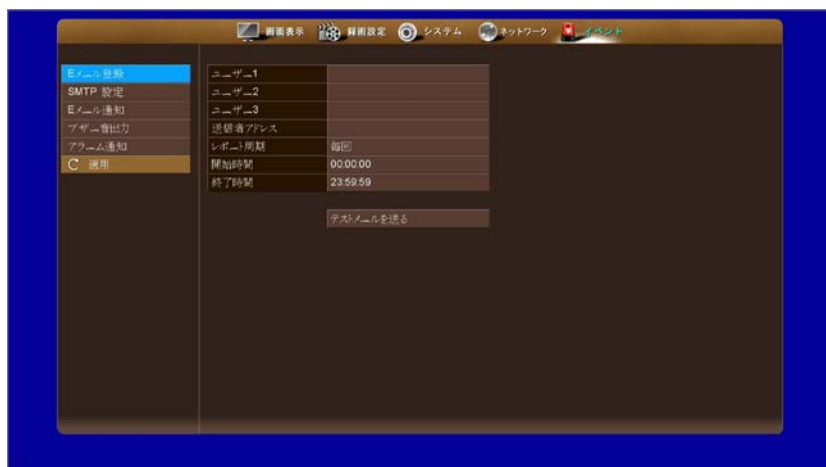 画面表示 録画設定 システム ネットワーク イベント
Eメール登録
SMTP 設定
Eメール通知
ブザー音出力
アラーム通知
適用
ユーザー1
ユーザー2
ユーザー3
送信者アドレス
レポート周期 毎回
開始時間 00:00:00
終了時間 23:59:59
テストメールを送る